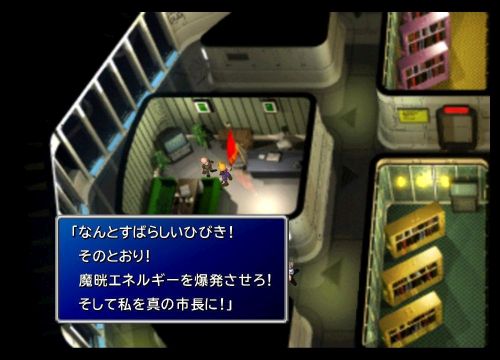 「なんとすばらしいひびき！
そのとおり！
魔晄エネルギーを爆発させろ！
そして私を真の市長に！」